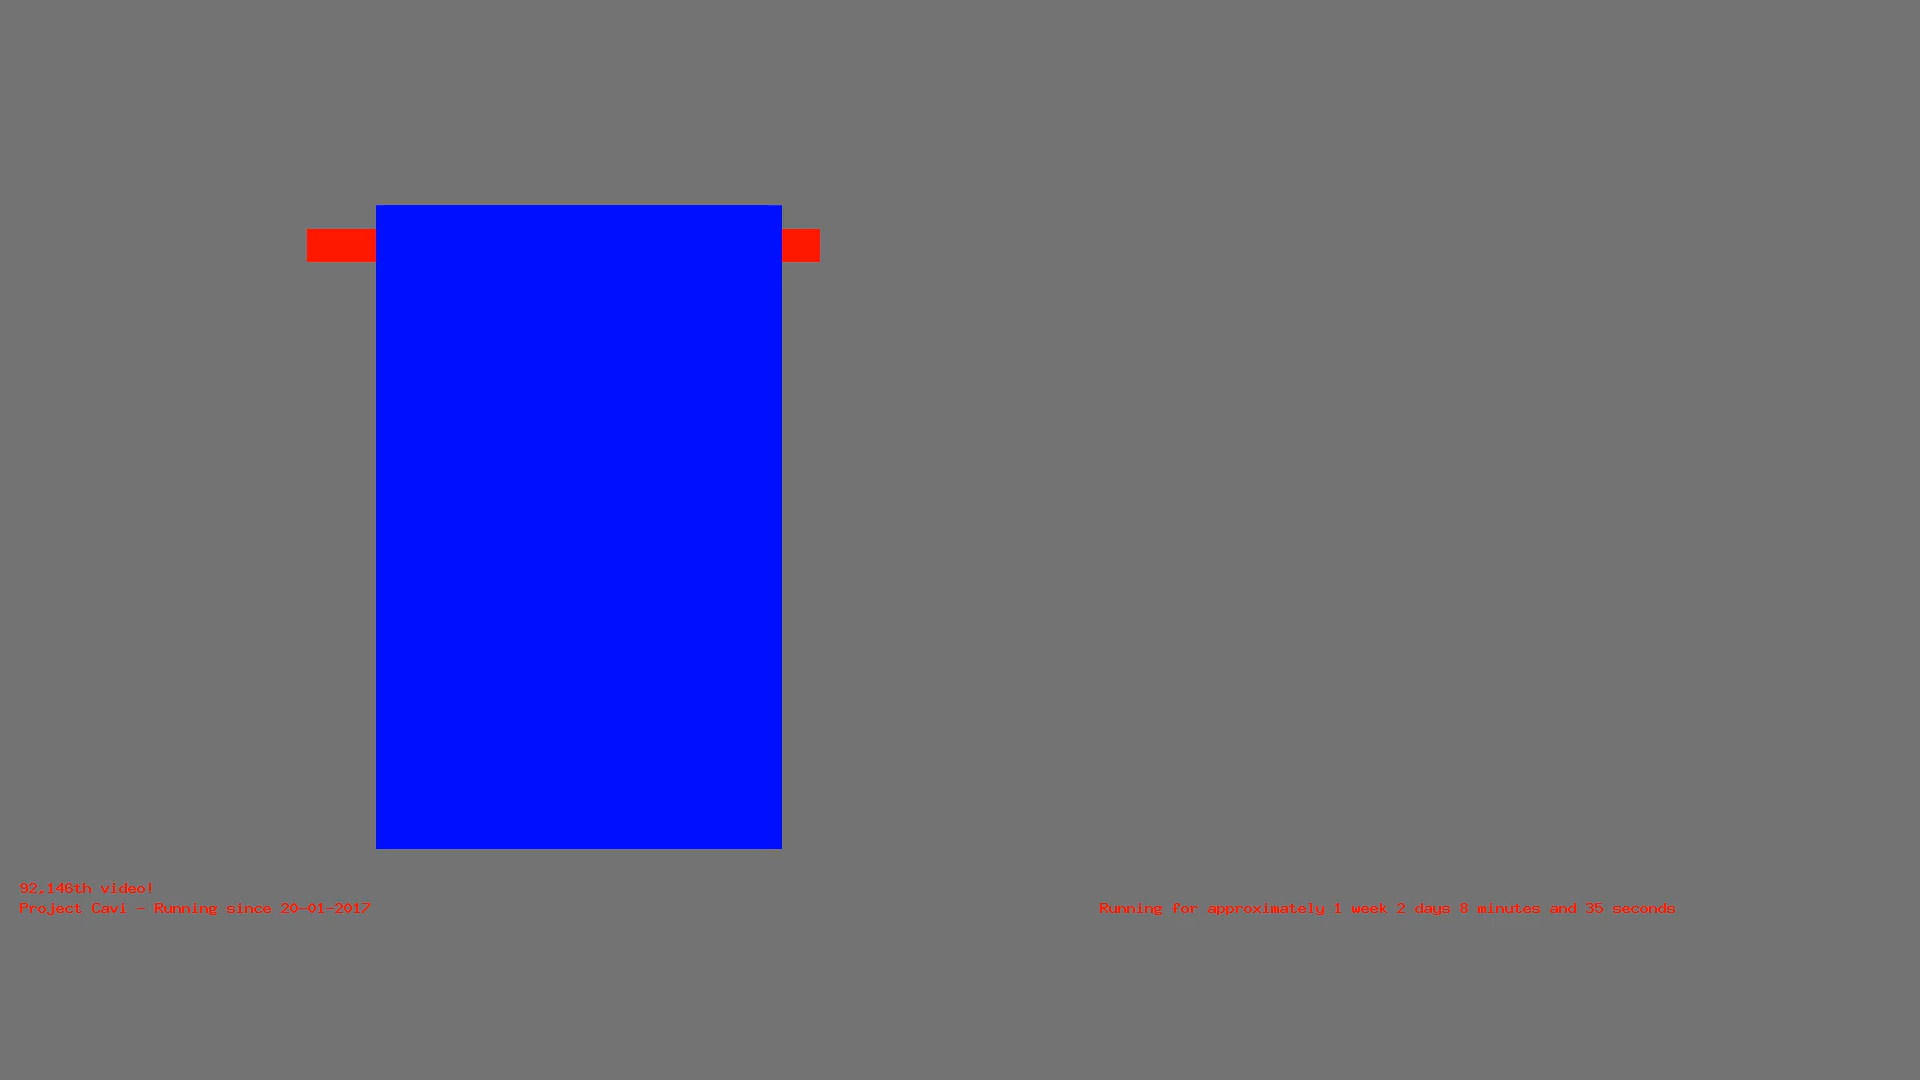 92,146th video!
Project Cavi - Running since 20-01-2017
Running for approximately 1 week 2 days 8 minutes and 35 seconds